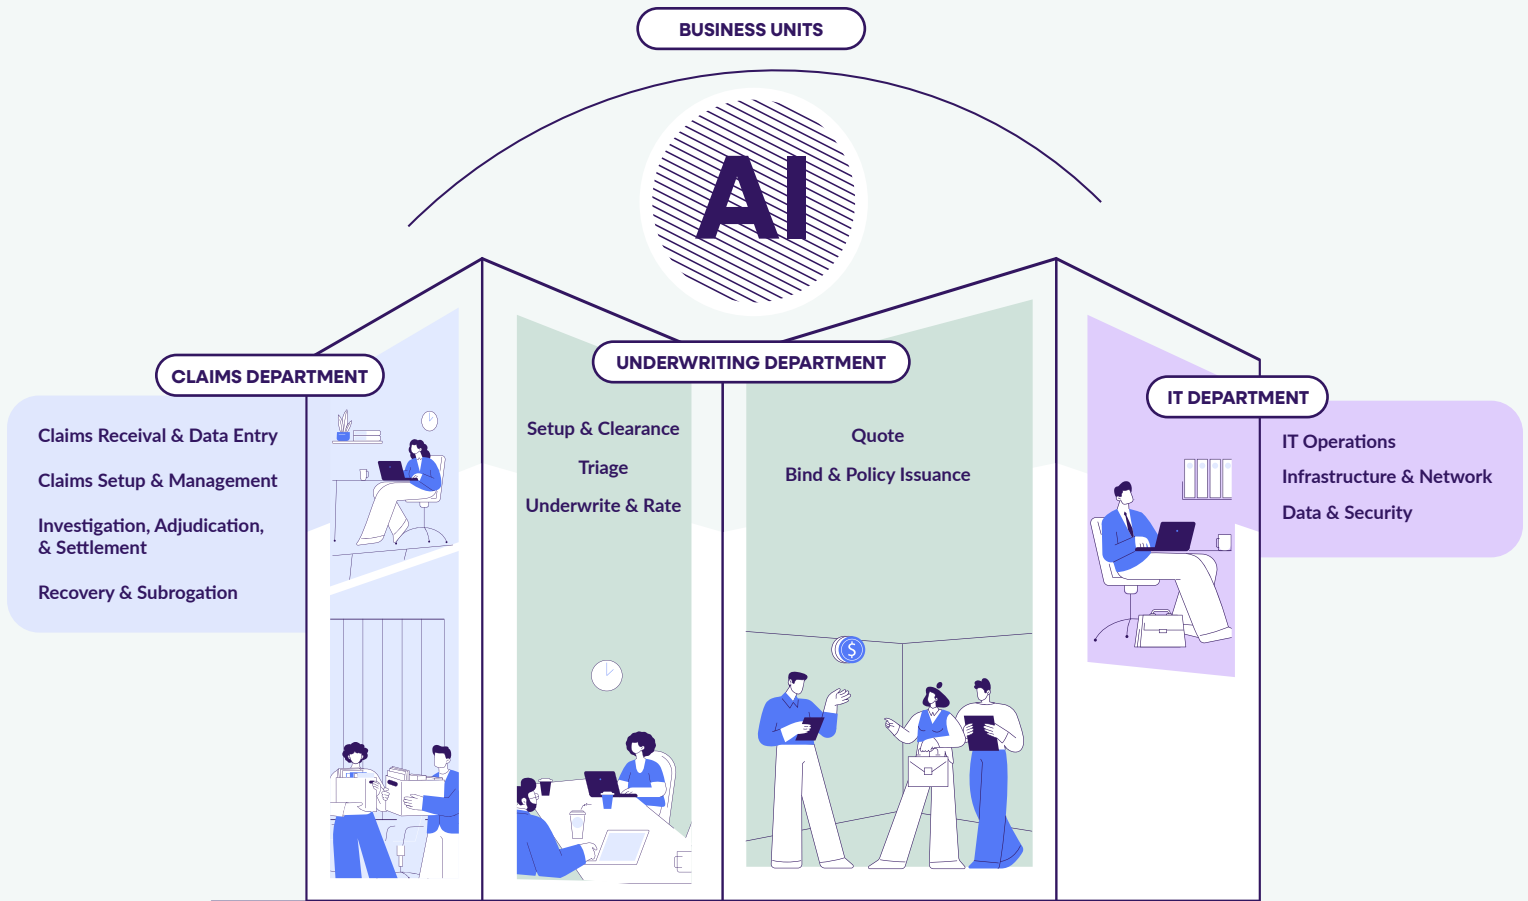 BUSINESS UNITS
AI
CLAIMS DEPARTMENT
Claims Receival & Data Entry
Claims Setup & Management
Investigation, Adjudication,
& Settlement
Recovery & Subrogation
UNDERWRITING DEPARTMENT
Setup & Clearance
Triage
Underwrite & Rate
Quote
Bind & Policy Issuance
$
IT DEPARTMENT
IT Operations
Infrastructure & Network
Data & Security